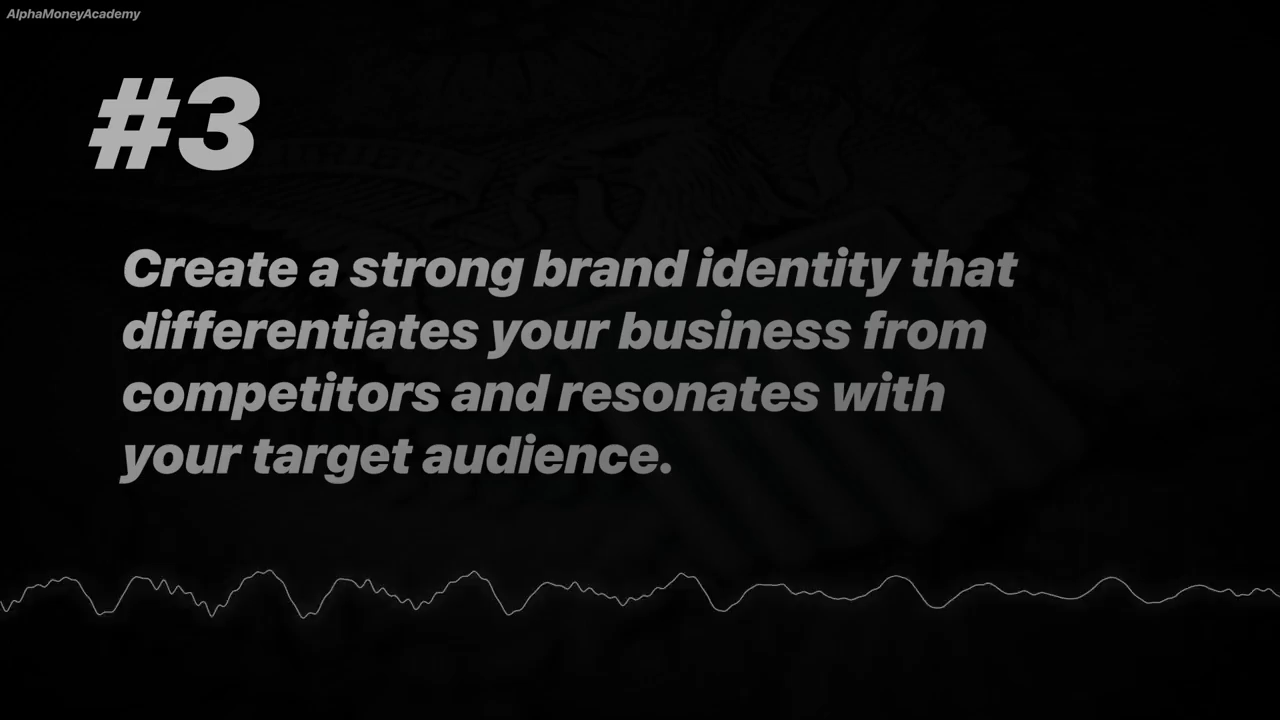 AlphaMoneyAcademy
#3
Create a strong brand identity that
differentiates your business from
competitors and resonates with
your target audience.